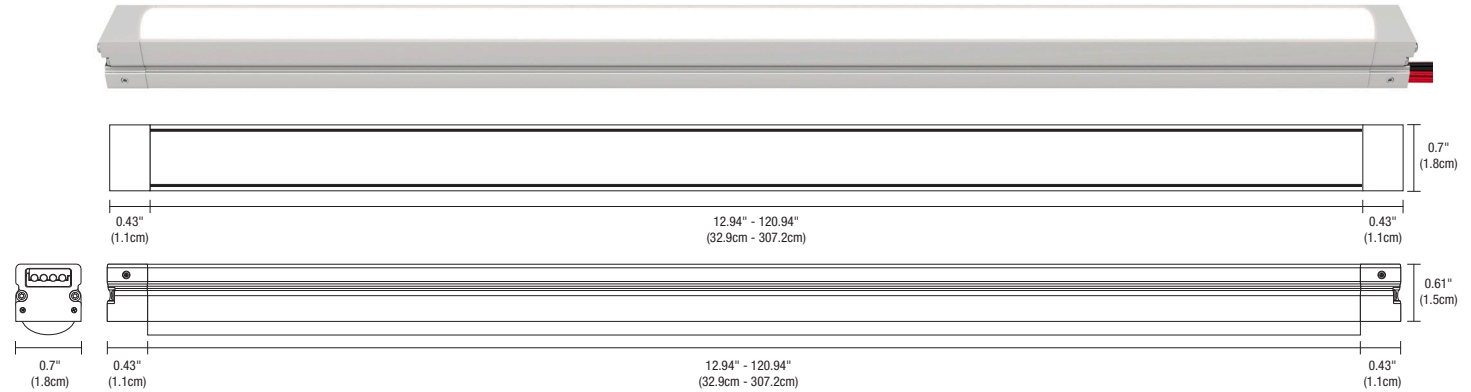 0.7"
(1.8cm)
0.43"
(1.1cm)
12.94" - 120.94"
(32.9cm - 307.2cm)
0.43"
(1.1cm)
0.61"
(1.5cm)
0.7"
(1.8cm)
0.43"
(1.1cm)
12.94" - 120.94"
(32.9cm - 307.2cm)
0.43"
(1.1cm)